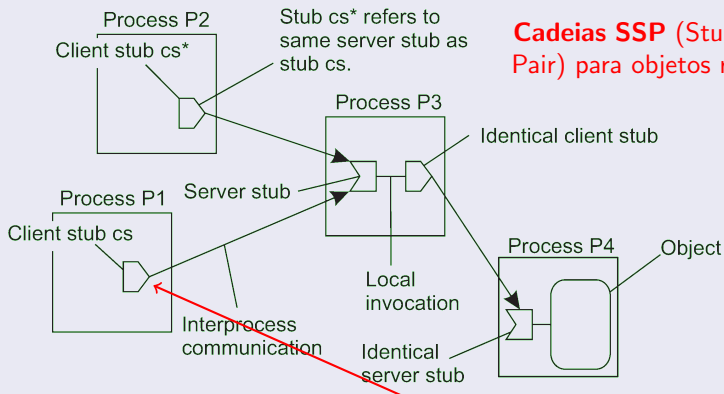 Process P2
Client stub cs*
Stub cs* refers to
same server stub as
stub cs.
Cadeias SSP
Pair) para objetos
Process P3
Identical client stub
Server stub
Process P1
Client stub cs
Process P4
Object
Local
invocation
Interprocess
communication
Identical
server stub